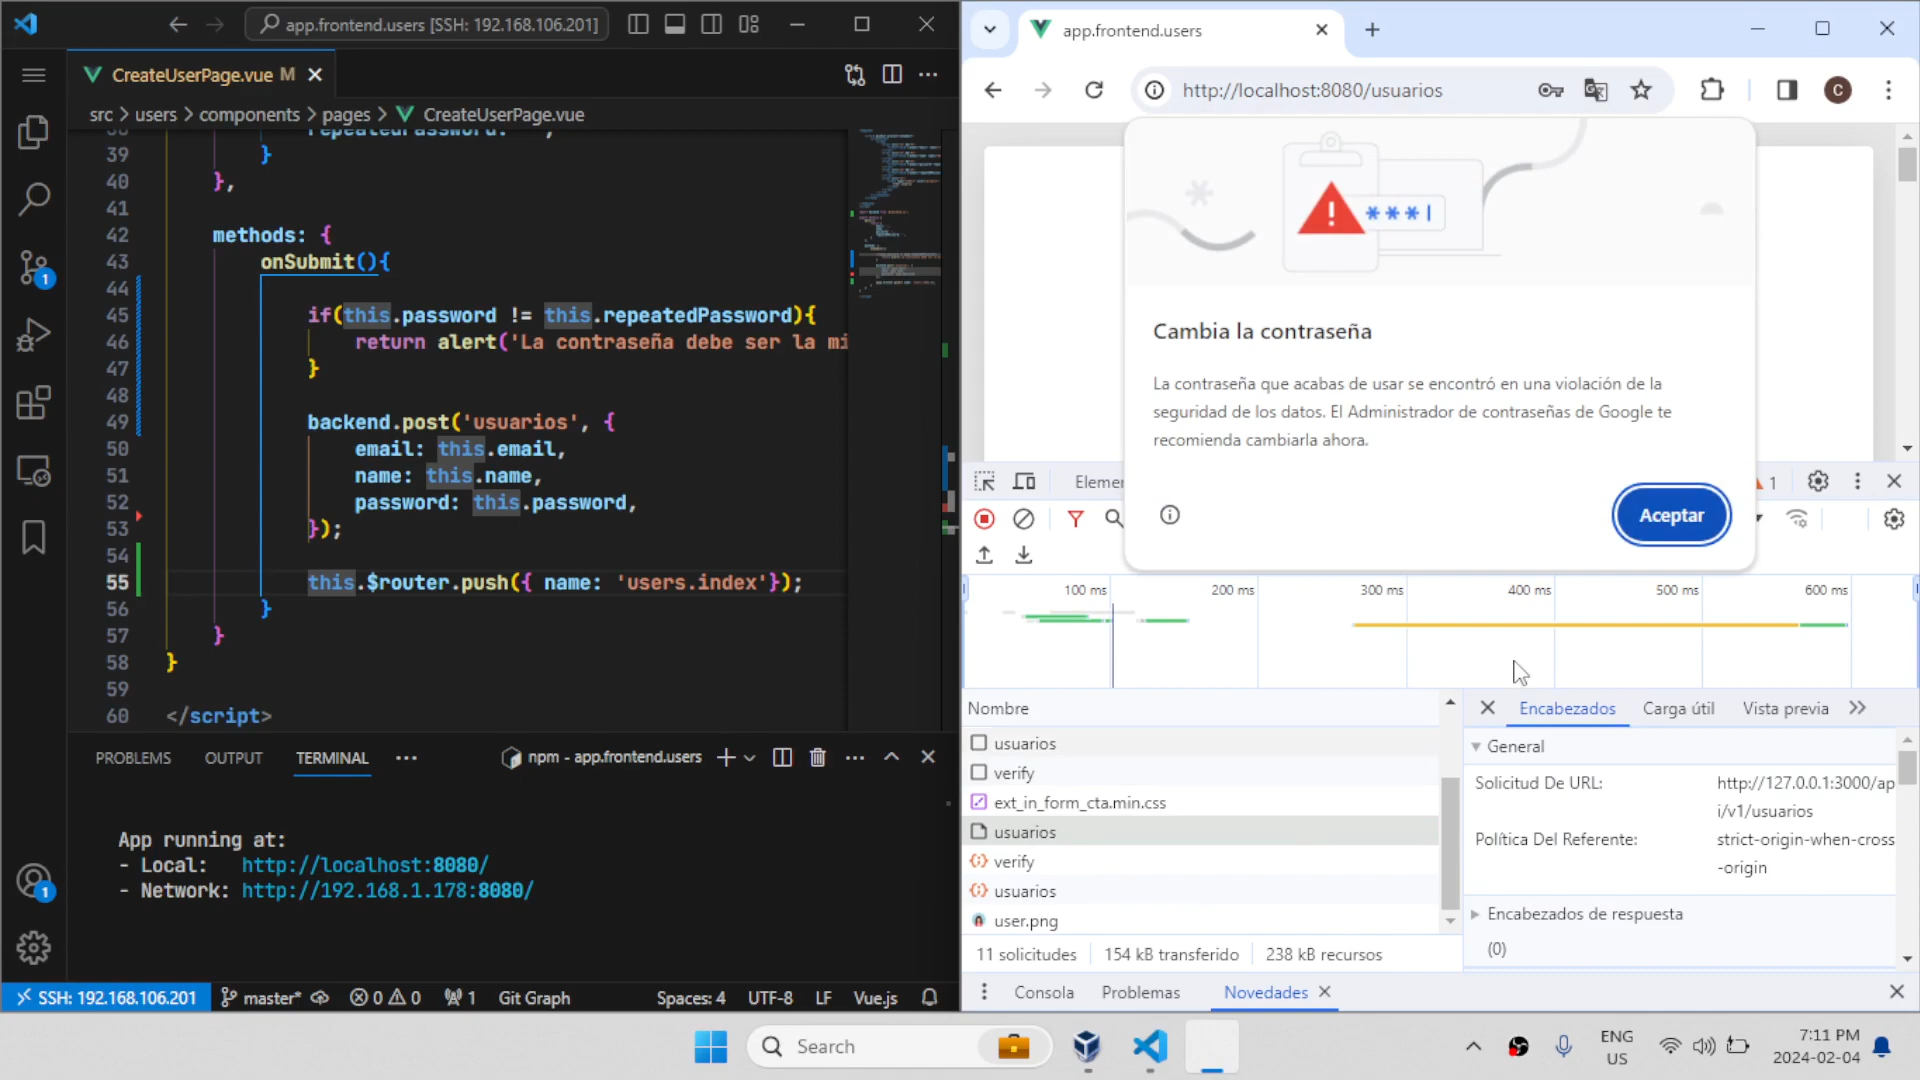 app.frontend.users [SSH: 192.168.106.201]
CreateUserPage.vue M
src > users > components > pages > CreateUserPage.vue
39 }
40 },
41
42 methods: {
43 onSubmit(){
44
45 if(this.password != this.repeatedPassword){
46 return alert('La contraseña debe ser la mi
47 }
48
49 backend.post('usuarios', {
50 email: this.email,
51 name: this.name,
52 password: this.password,
53 });
54
55 this.$router.push({ name: 'users.index'});
56 }
57 }
58 }
59
60 </script>
PROBLEMS OUTPUT TERMINAL ··· npm - app.frontend.users
App running at:
- Local: http://localhost:8080/
- Network: http://192.168.1.178:8080/
1
1
SSH: 192.168.106.201 master* 0 0 1 Git Graph Spaces: 4 UTF-8 LF Vue.js
app.frontend.users
http://localhost:8080/usuarios
C
***|
Cambia la contraseña
La contraseña que acabas de usar se encontró en una violación de la
seguridad de los datos. El Administrador de contraseñas de Google te
recomienda cambiarla ahora.
Aceptar
Elemen
1
100 ms 200 ms 300 ms 400 ms 500 ms 600 ms
Nombre
usuarios
verify
ext_in_form_cta.min.css
usuarios
verify
usuarios
user.png
11 solicitudes 154 kB transferido 238 kB recursos
Encabezados Carga útil Vista previa
General
Solicitud De URL: http://127.0.0.1:3000/ap
i/v1/usuarios
Política Del Referente: strict-origin-when-cross
-origin
Encabezados de respuesta
(0)
Consola Problemas Novedades
Search
ENG
US
7:11 PM
2024-02-04